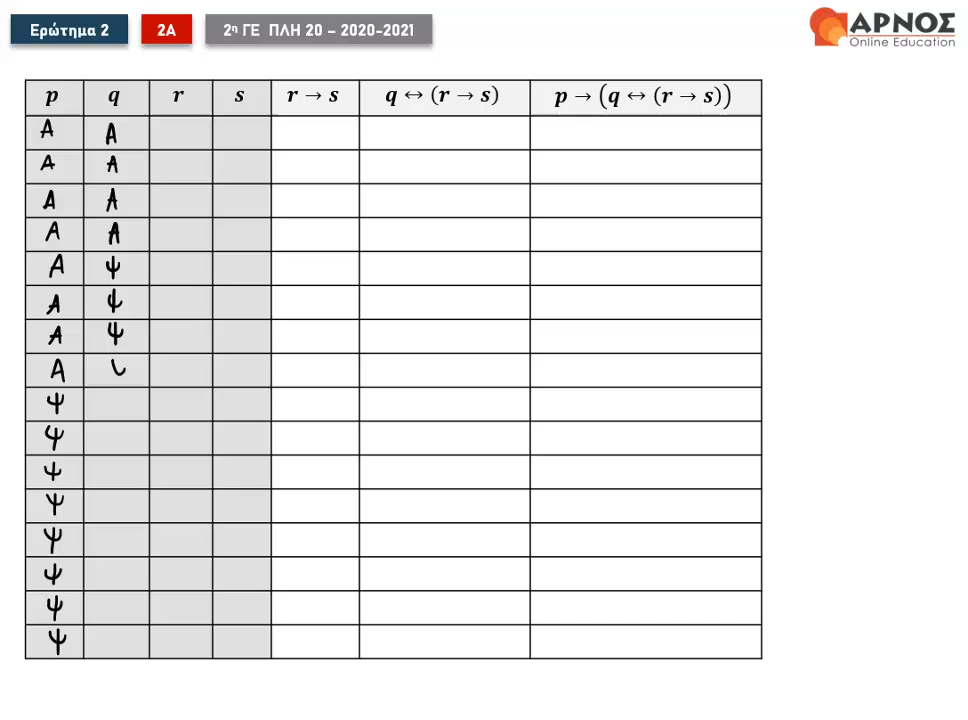 Ερώτημα 2 2Α 2η ΓΕ ΠΛΗ 20 – 2020-2021
ΑΡΝΟΣ
Online Education
p q r s r → s q ↔ (r → s) p → (q ↔ (r → s))
Α Α
Α Α
Α Α
Α Α
Α Ψ
Α Ψ
Α Ψ
Α
Ψ
Ψ
Ψ
Ψ
Ψ
Ψ
Ψ
Ψ